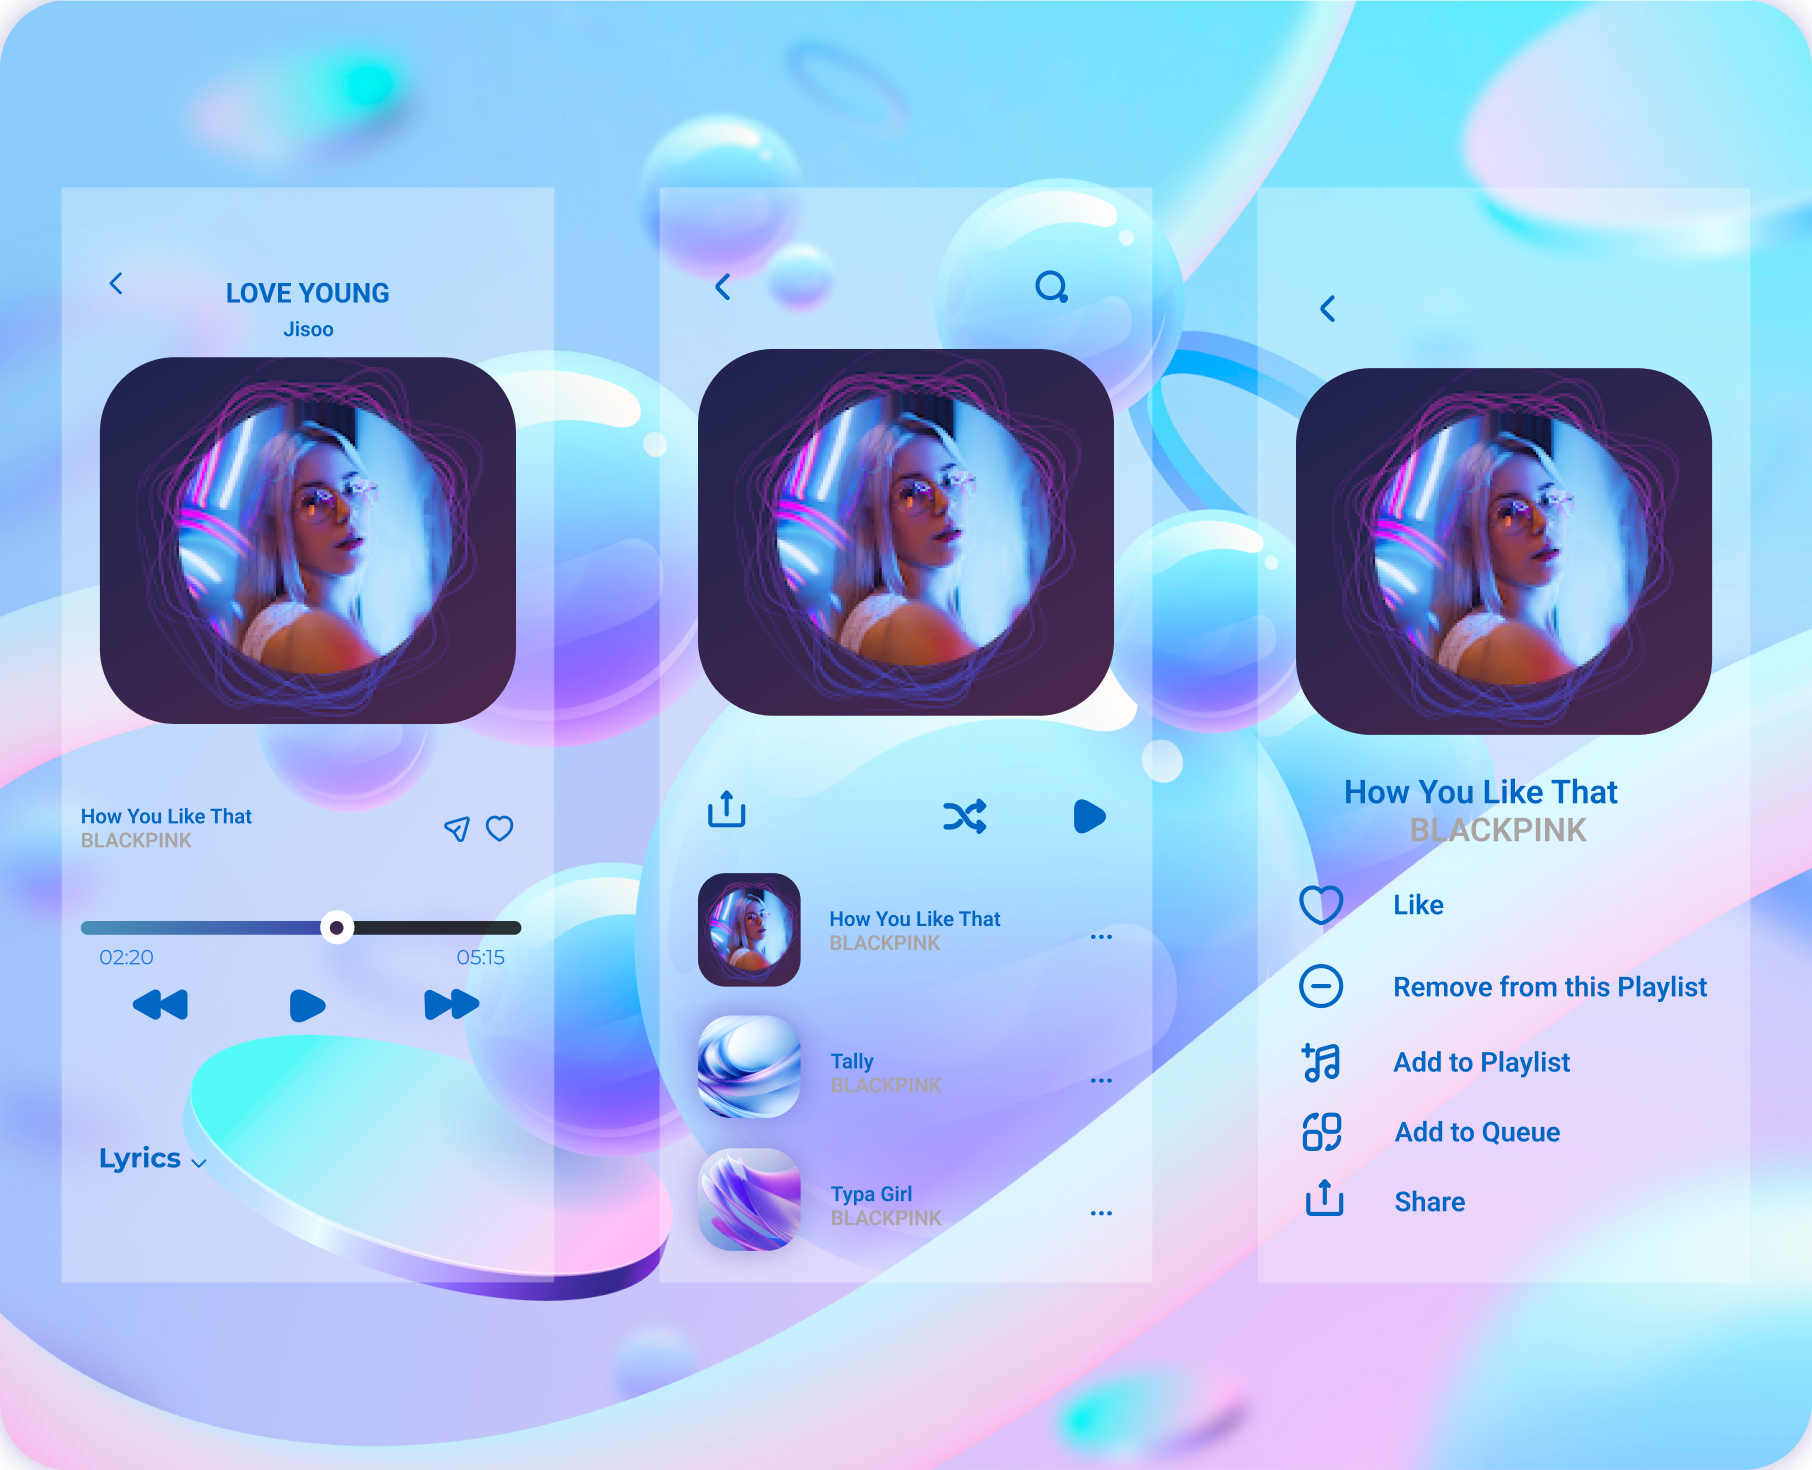 LOVE YOUNG
Jisoo
How You Like That
BLACKPINK
02:20
05:15
Lyrics
How You Like That
BLACKPINK
...
Tally
BLACKPINK
...
Typa Girl
BLACKPINK
...
How You Like That
BLACKPINK
Like
Remove from this Playlist
Add to Playlist
Add to Queue
Share